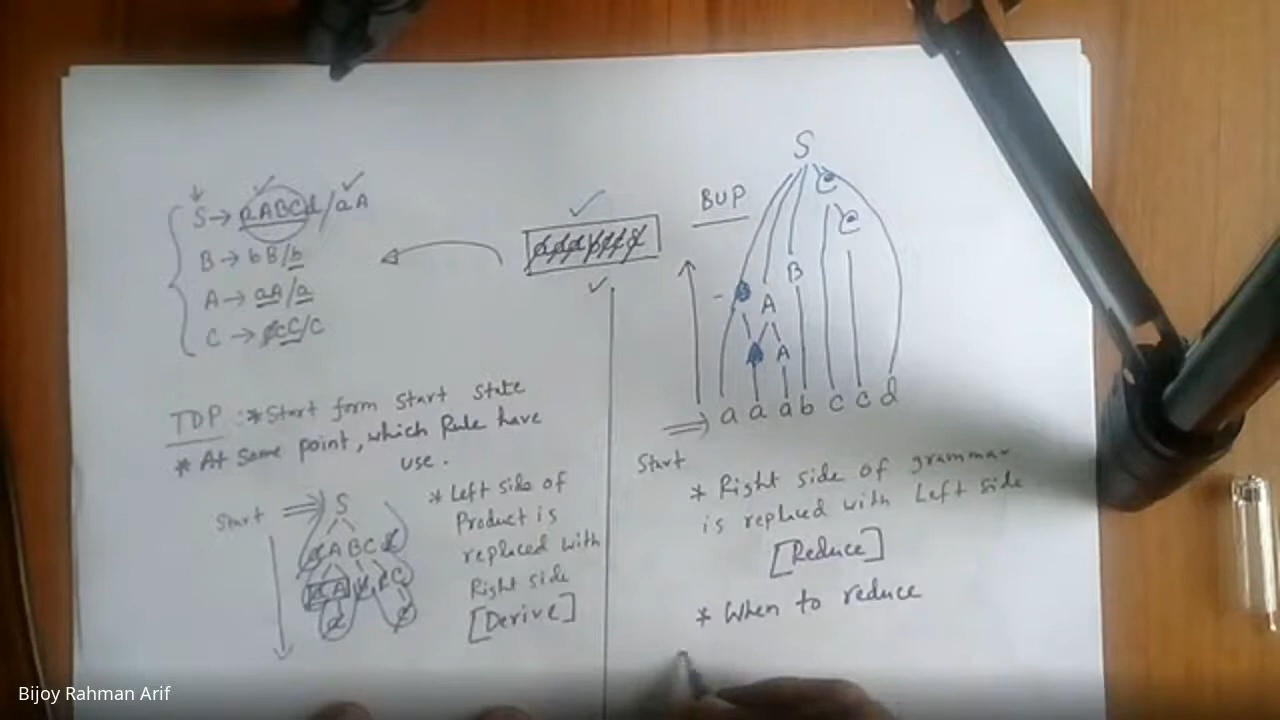 S → aABCd/aA
B → bB/b
A → aA/a
C → cC/C
TDP : * Start form start state
* At some point, which Rule have
use.
Start ⇒ S
a A B C d
a A b c C
a c
* Left side of
Product is
replaced with
Right side
[Derive]
BUP
S
C
C
B
A
A
a a a b c c d
Start
* Right side of grammar
is replaced with Left side
[Reduce]
* When to reduce
Bijoy Rahman Arif